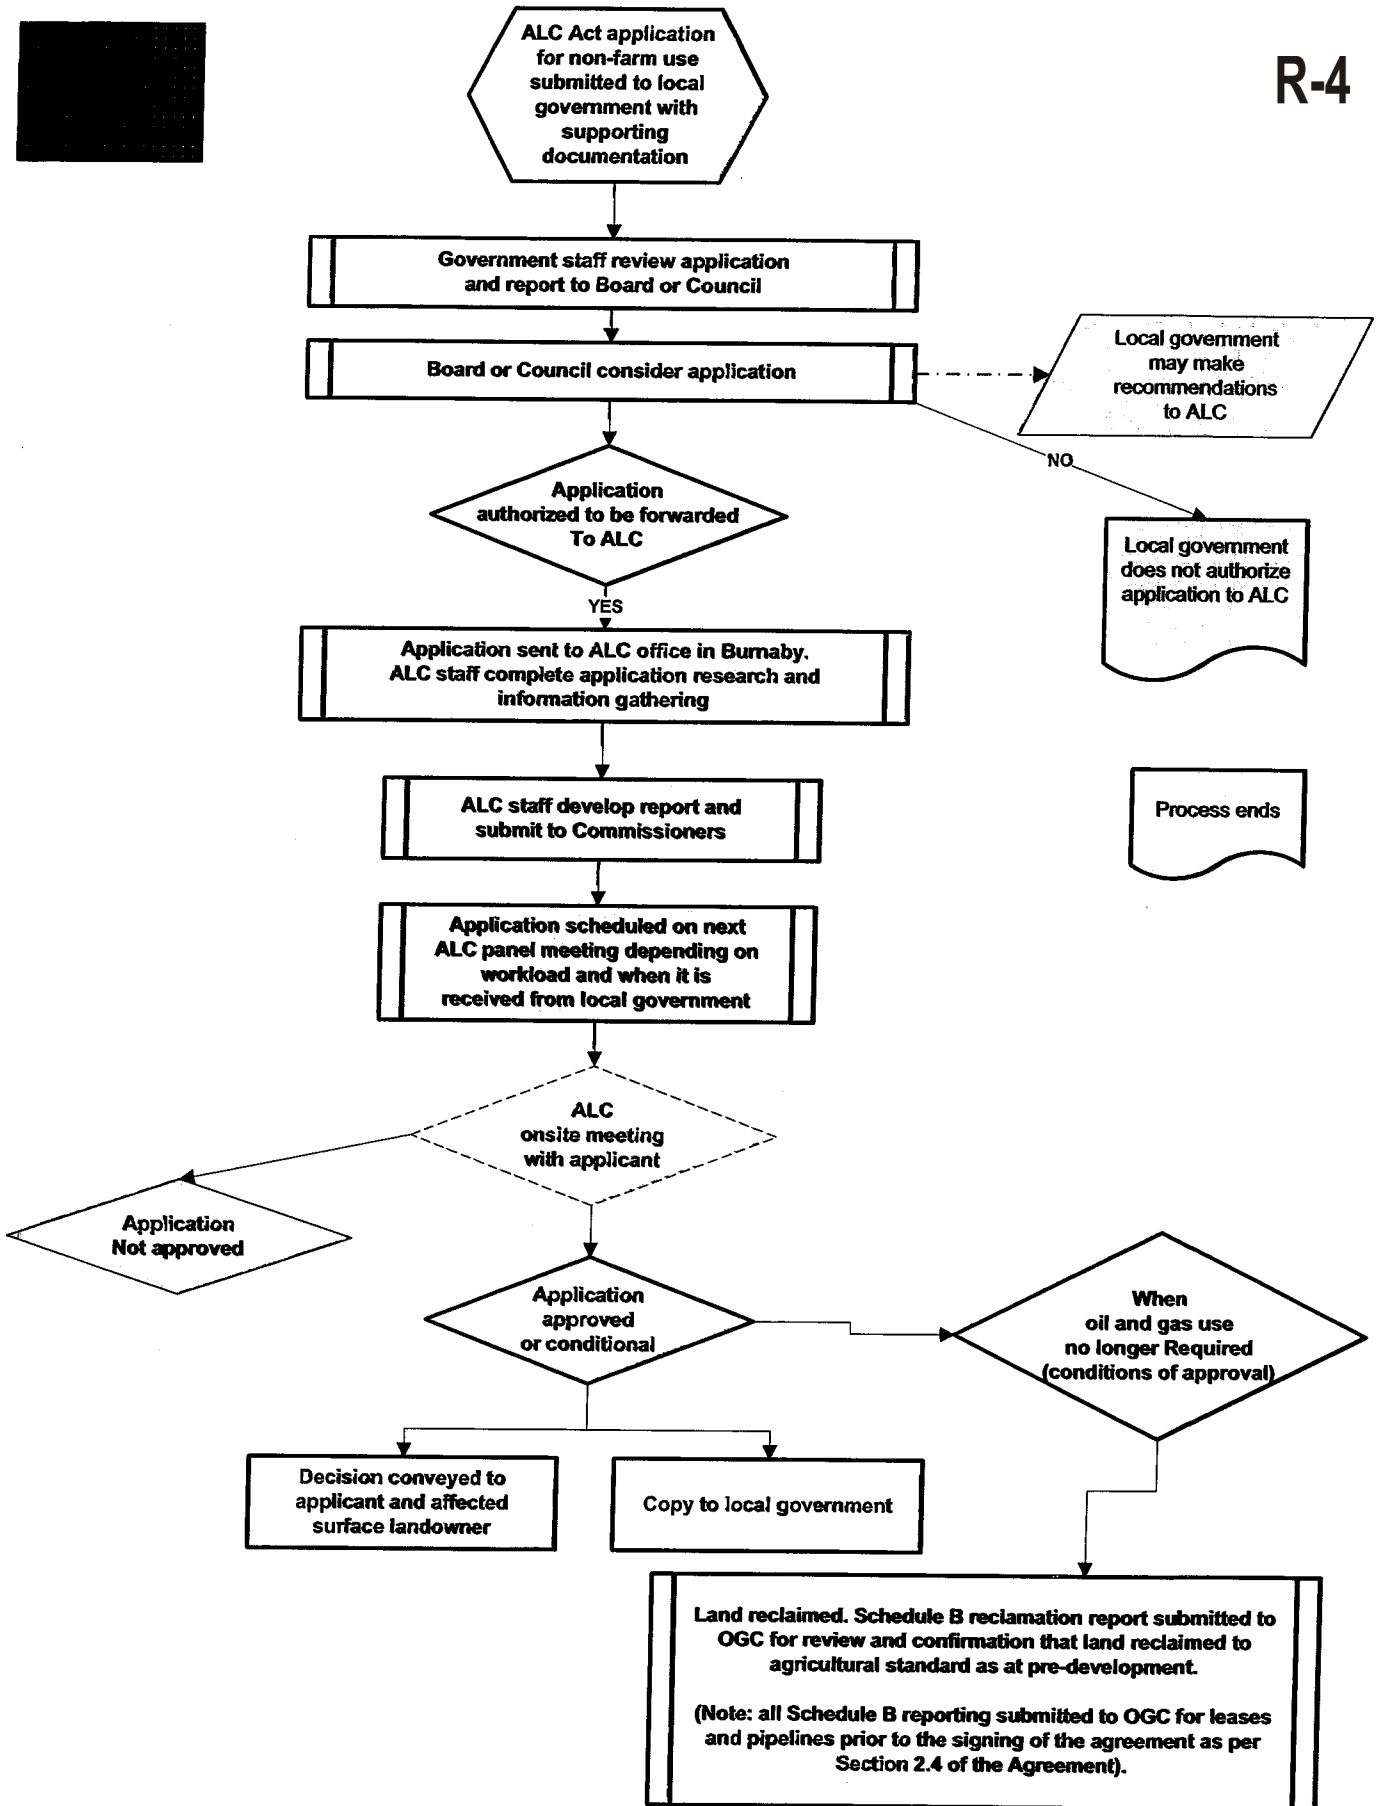 ALC Act application
for non-farm use
submitted to local
government with
supporting
documentation
R-4
Government staff review application
and report to Board or Council
Board or Council consider application
Local government
may make
recommendations
to ALC
NO
Application
authorized to be forwarded
To ALC
Local government
does not authorize
application to ALC
YES
Application sent to ALC office in Burnaby.
ALC staff complete application research and
information gathering
ALC staff develop report and
submit to Commissioners
Process ends
Application scheduled on next
ALC panel meeting depending on
workload and when it is
received from local government
ALC
onsite meeting
with applicant
Application
Not approved
Application
approved
or conditional
When
oil and gas use
no longer Required
(conditions of approval)
Decision conveyed to
applicant and affected
surface landowner
Copy to local government
Land reclaimed. Schedule B reclamation report submitted to
OGC for review and confirmation that land reclaimed to
agricultural standard as at pre-development.
(Note: all Schedule B reporting submitted to OGC for leases
and pipelines prior to the signing of the agreement as per
Section 2.4 of the Agreement).